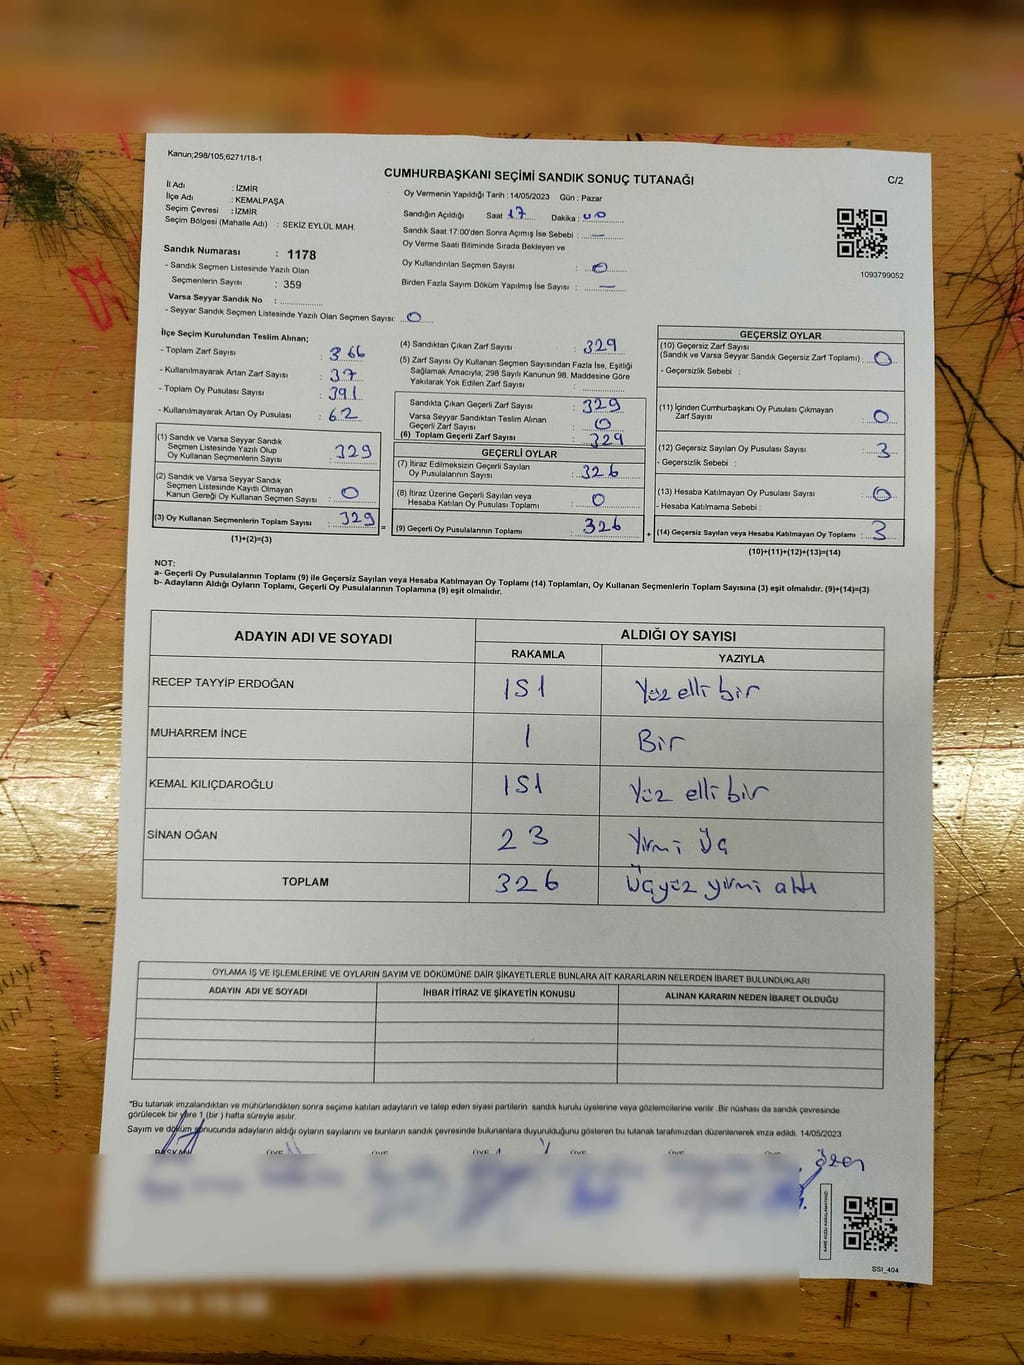 Kanun;298/105;6271/18-1
CUMHURBAŞKANI SEÇİMİ SANDIK SONUÇ TUTANAĞI
C/2
İl Adı : İZMİR
İlçe Adı : KEMALPAŞA
Seçim Çevresi : İZMİR
Seçim Bölgesi (Mahalle Adı) : SEKİZ EYLÜL MAH.
Sandık Numarası : 1178
- Sandık Seçmen Listesinde Yazılı Olan
Seçmenlerin Sayısı : 359
Varsa Seyyar Sandık No :
- Seyyar Sandık Seçmen Listesinde Yazılı Olan Seçmen Sayısı: 0
Oy Vermenin Yapıldığı Tarih : 14/05/2023 Gün : Pazar
Sandığın Açıldığı Saat 17 Dakika : 00
Sandık Saat 17:00'den Sonra Açılmış İse Sebebi : —
Oy Verme Saati Bitiminde Sırada Bekleyen ve
Oy Kullandırılan Seçmen Sayısı : 0
Birden Fazla Sayım Döküm Yapılmış İse Sayısı : —
1093799052
İlçe Seçim Kurulundan Teslim Alınan;
- Toplam Zarf Sayısı : 366
- Kullanılmayarak Artan Zarf Sayısı : 37
- Toplam Oy Pusulası Sayısı : 391
- Kullanılmayarak Artan Oy Pusulası : 62
(1) Sandık ve Varsa Seyyar Sandık
Seçmen Listesinde Yazılı Olup
Oy Kullanan Seçmenlerin Sayısı : 329
(2) Sandık ve Varsa Seyyar Sandık
Seçmen Listesinde Kayıtlı Olmayan
Kanun Gereği Oy Kullanan Seçmen Sayısı : 0
(3) Oy Kullanan Seçmenlerin Toplam Sayısı : 329
(1)+(2)=(3)
=
(4) Sandıktan Çıkan Zarf Sayısı : 329
(5) Zarf Sayısı Oy Kullanan Seçmen Sayısından Fazla İse, Eşitliği
Sağlamak Amacıyla, 298 Sayılı Kanunun 98. Maddesine Göre
Yakılarak Yok Edilen Zarf Sayısı :
Sandıkta Çıkan Geçerli Zarf Sayısı : 329
Varsa Seyyar Sandıktan Teslim Alınan
Geçerli Zarf Sayısı : 0
(6) Toplam Geçerli Zarf Sayısı : 329
GEÇERLİ OYLAR
(7) İtiraz Edilmeksizin Geçerli Sayılan
Oy Pusulalarının Sayısı : 326
(8) İtiraz Üzerine Geçerli Sayılan veya
Hesaba Katılan Oy Pusulası Toplamı : 0
(9) Geçerli Oy Pusulalarının Toplamı : 326
+
GEÇERSİZ OYLAR
(10) Geçersiz Zarf Sayısı
(Sandık ve Varsa Seyyar Sandık Geçersiz Zarf Toplamı) : 0
- Geçersizlik Sebebi :
(11) İçinden Cumhurbaşkanı Oy Pusulası Çıkmayan
Zarf Sayısı : 0
(12) Geçersiz Sayılan Oy Pusulası Sayısı : 3
- Geçersizlik Sebebi :
(13) Hesaba Katılmayan Oy Pusulası Sayısı : 0
- Hesaba Katılmama Sebebi :
(14) Geçersiz Sayılan veya Hesaba Katılmayan Oy Toplamı : 3
(10)+(11)+(12)+(13)=(14)
NOT:
a- Geçerli Oy Pusulalarının Toplamı (9) ile Geçersiz Sayılan veya Hesaba Katılmayan Oy Toplamı (14) Toplamları, Oy Kullanan Seçmenlerin Toplam Sayısına (3) eşit olmalıdır. (9)+(14)=(3)
b- Adayların Aldığı Oyların Toplamı, Geçerli Oy Pusulalarının Toplamına (9) eşit olmalıdır.
ADAYIN ADI VE SOYADI ALDIĞI OY SAYISI
RAKAMLA YAZIYLA
RECEP TAYYİP ERDOĞAN 151 Yüz elli bir
MUHARREM İNCE 1 Bir
KEMAL KILIÇDAROĞLU 151 Yüz elli bir
SİNAN OĞAN 23 Yirmi Üç
TOPLAM 326 Üçyüz yirmi altı
OYLAMA İŞ VE İŞLEMLERİNE VE OYLARIN SAYIM VE DÖKÜMÜNE DAİR ŞİKAYETLERLE BUNLARA AİT KARARLARIN NELERDEN İBARET BULUNDUKLARI
ADAYIN ADI VE SOYADI İHBAR İTİRAZ VE ŞİKAYETİN KONUSU ALINAN KARARIN NEDEN İBARET OLDUĞU
*Bu tutanak imzalandıktan ve mühürlendikten sonra seçime katılan adayların ve talep eden siyasi partilerin sandık kurulu üyelerine veya gözlemcilerine verilir .Bir nüshası da sandık çevresinde
görülecek bir yere 1 (bir ) hafta süreyle asılır.
Sayım ve döküm sonucunda adayların aldığı oyların sayılarını ve bunların sandık çevresinde bulunanlara duyurulduğunu gösteren bu tutanak tarafımızdan düzenlenerek imza edildi. 14/05/2023
BAŞKAN ÜYE ÜYE ÜYE ÜYE ÜYE ÜYE
özen
KARE KODU KARALAMAYINIZ!
SSI_404